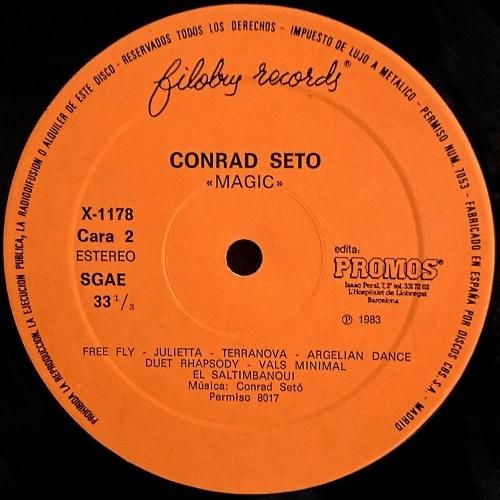 PROHIBIDA LA REPRODUCCION, LA EJECUCION PUBLICA, LA RADIODIFUSION O ALQUILER DE ESTE DISCO - RESERVADOS TODOS LOS DERECHOS - IMPUESTO DE LUJO A METALICO - PERMISO NUM. 7053 - FABRICADO EN ESPAÑA POR DISCOS CBS, S.A. - MADRID
filobus records®
CONRAD SETO
«MAGIC»
X-1178
Cara 2
ESTEREO
SGAE
33 1/3
edita:
PROMOS®
Isaac Peral, 7, 2° tel. 331 72 62
L'Hospitalet de Llobregat
Barcelona
℗ 1983
FREE FLY - JULIETTA - TERRANOVA - ARGELIAN DANCE
DUET RHAPSODY - VALS MINIMAL
EL SALTIMBANQUI
Música: Conrad Setó
Permiso 8017